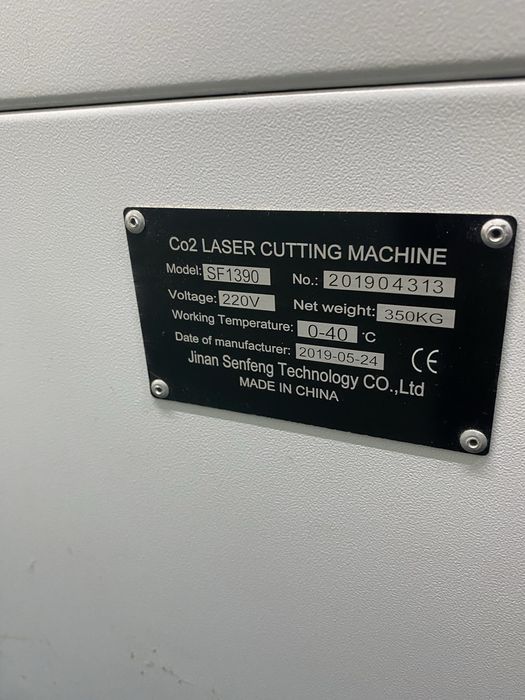 Co2 LASER CUTTING MACHINE
Model: SF1390 No.: 201904313
Voltage: 220V Net weight: 350KG
Working Temperature: 0-40 °C
Date of manufacturer: 2019-05-24 CE
Jinan Senfeng Technology CO.,Ltd
MADE IN CHINA